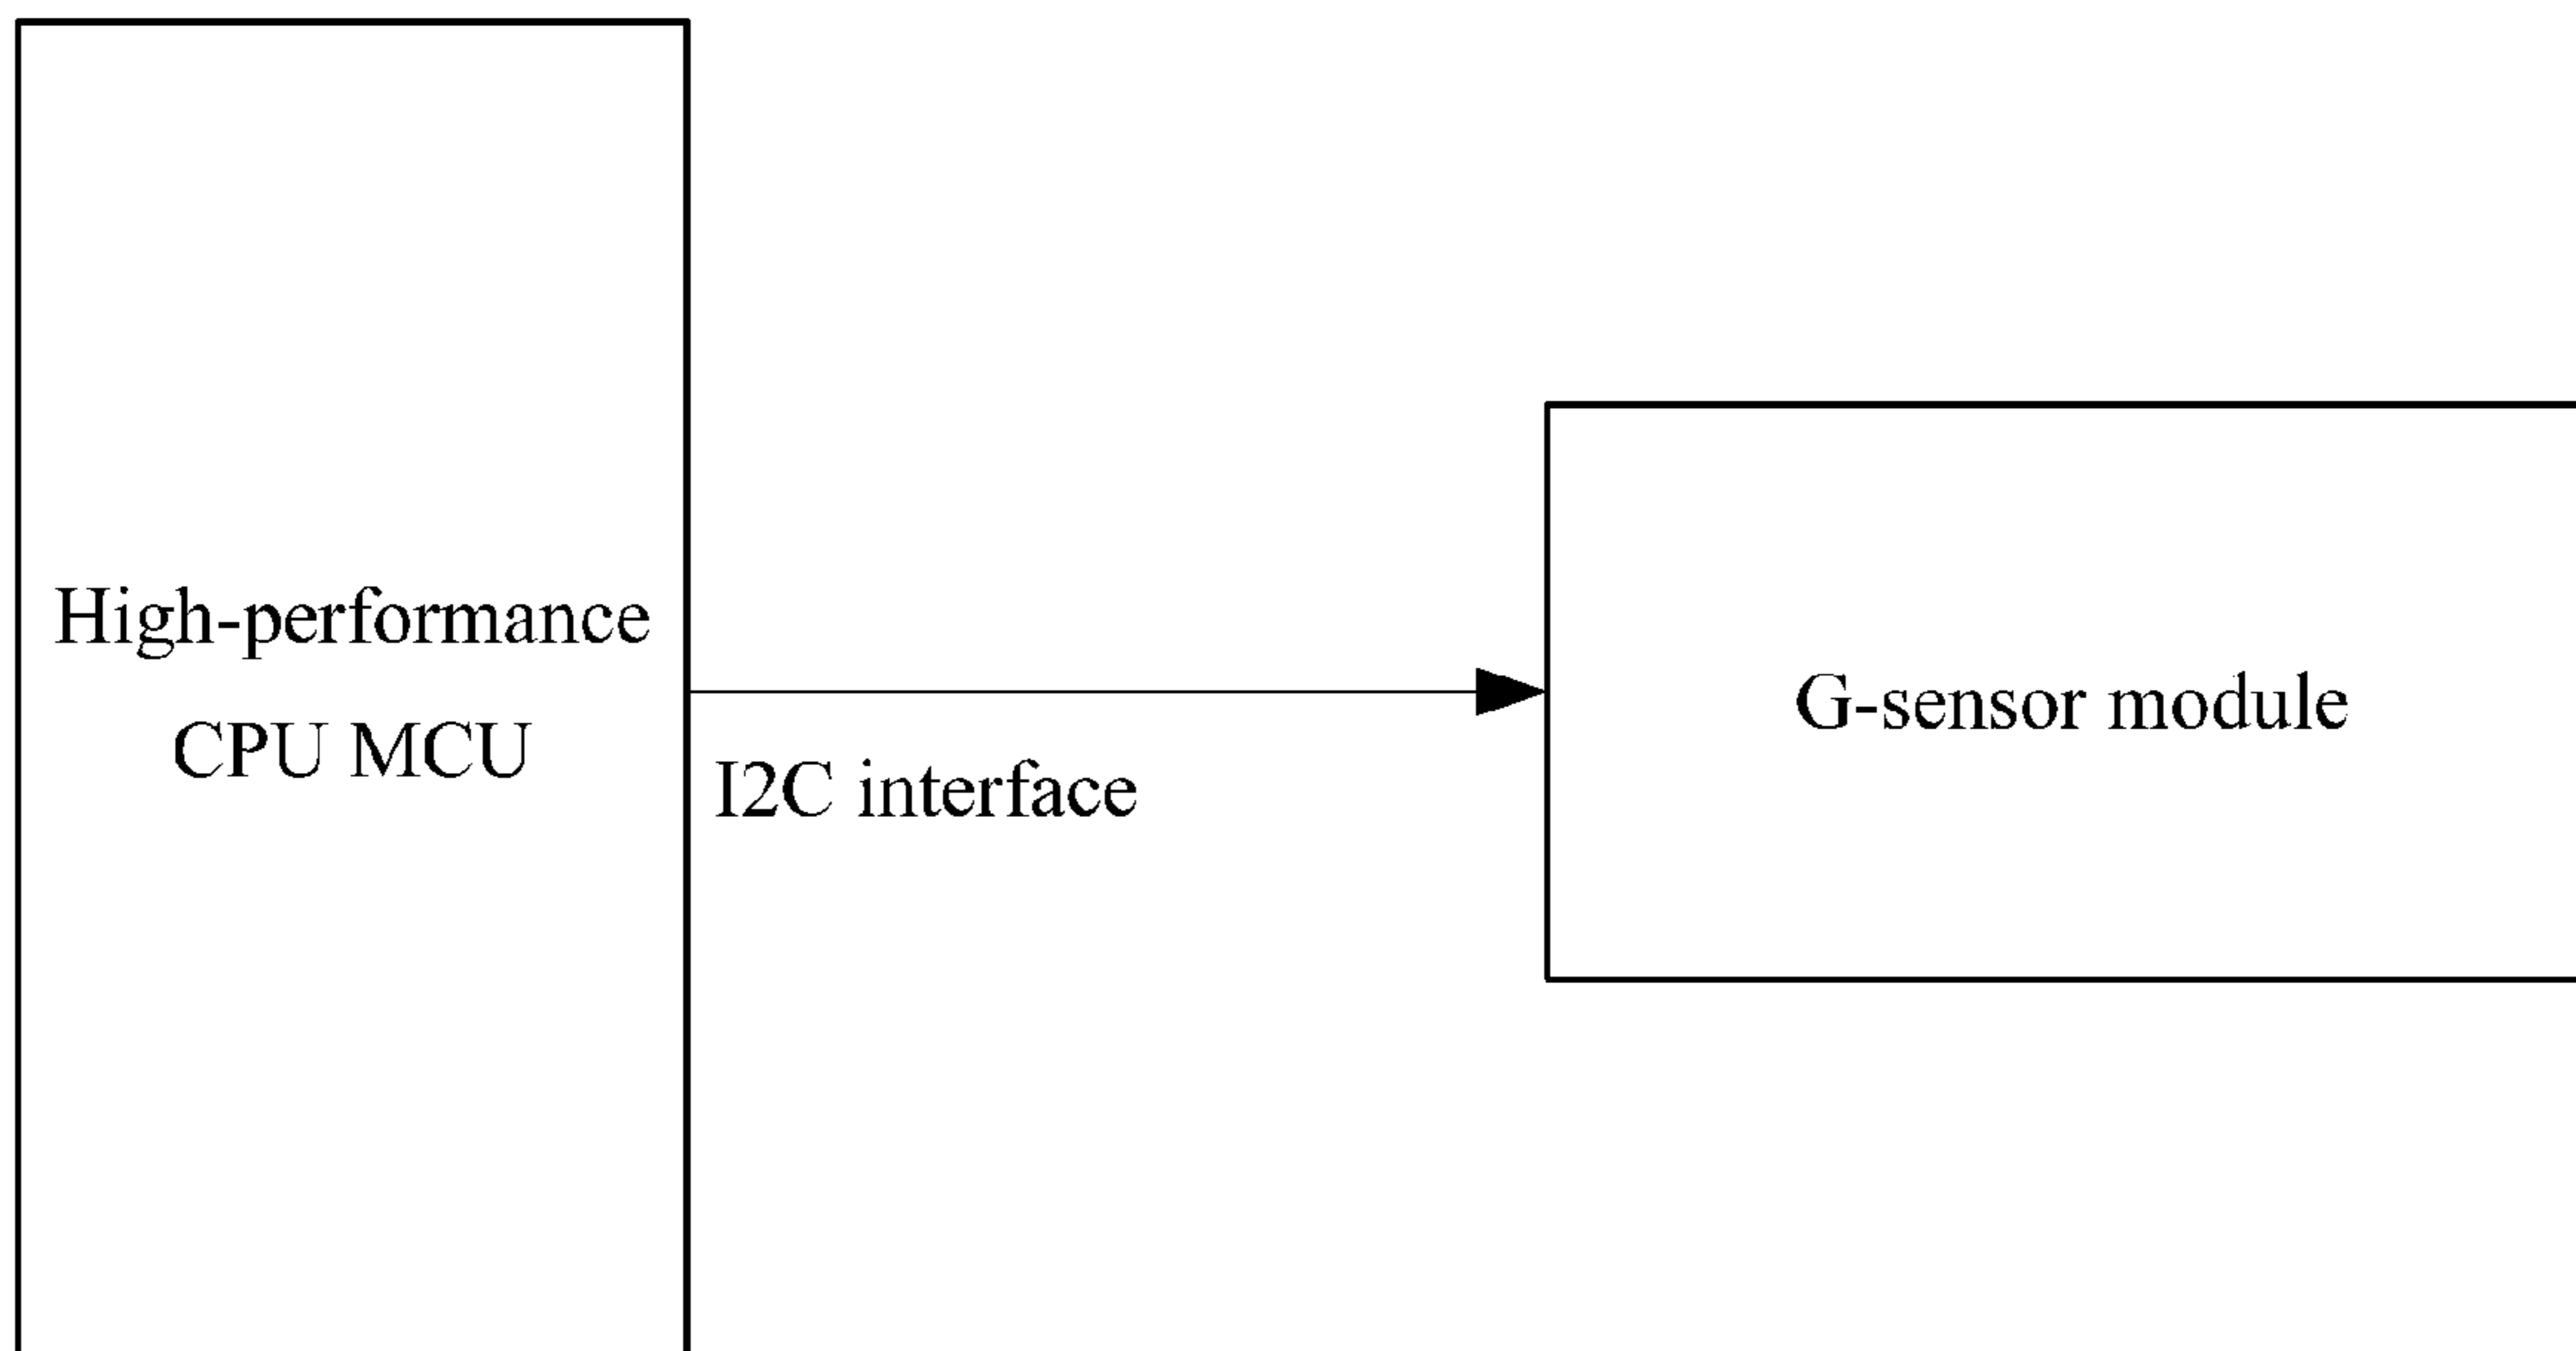 High-performance
CPU MCU
I2C interface
G-sensor module